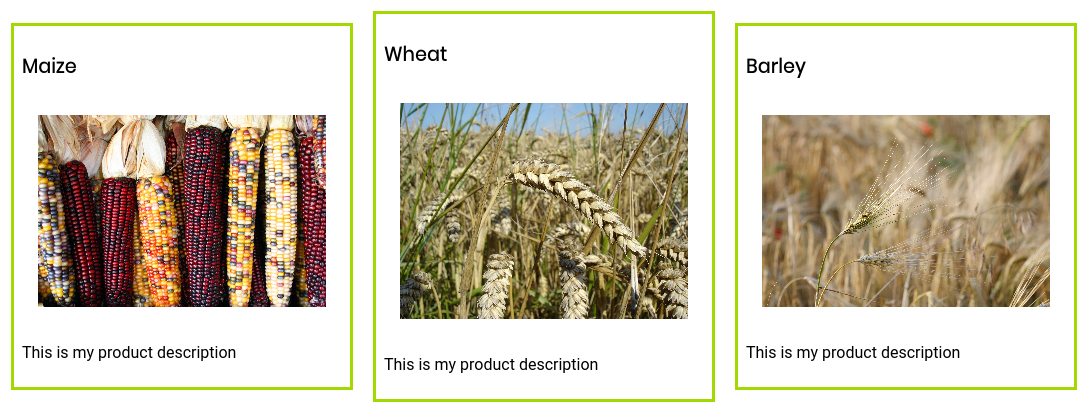 Maize
Wheat
Barley
This is my product description
This is my product description
This is my product description